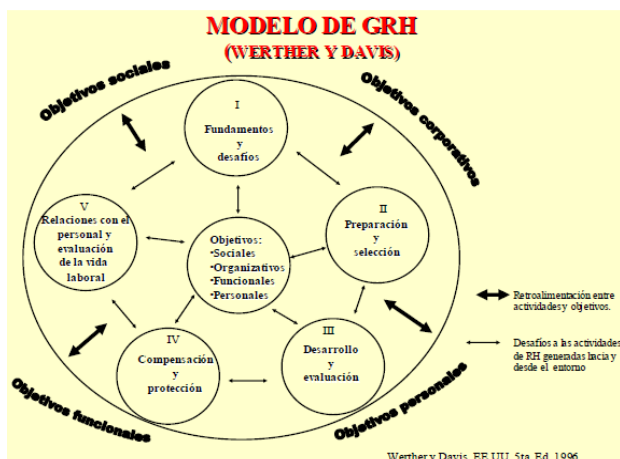 MODELO DE GRH
(WERTHER Y DAVIS)
Objetivos sociales
Objetivos corporativos
I
Fundamentos
y
desafíos
V
Relaciones con el
personal y
evaluación
de la vida
laboral
II
Preparación
y
selección
Objetivos:
•Sociales
•Organizativos
•Funcionales
•Personales
IV
Compensación
y
protección
III
Desarrollo
y
evaluación
Objetivos funcionales
Objetivos personales
Retroalimentación entre
actividades y objetivos.
Desafíos a las actividades
de RH generadas hacia y
desde el entorno
Werther y Davis, EE.UU, 5ta. Ed. 1996